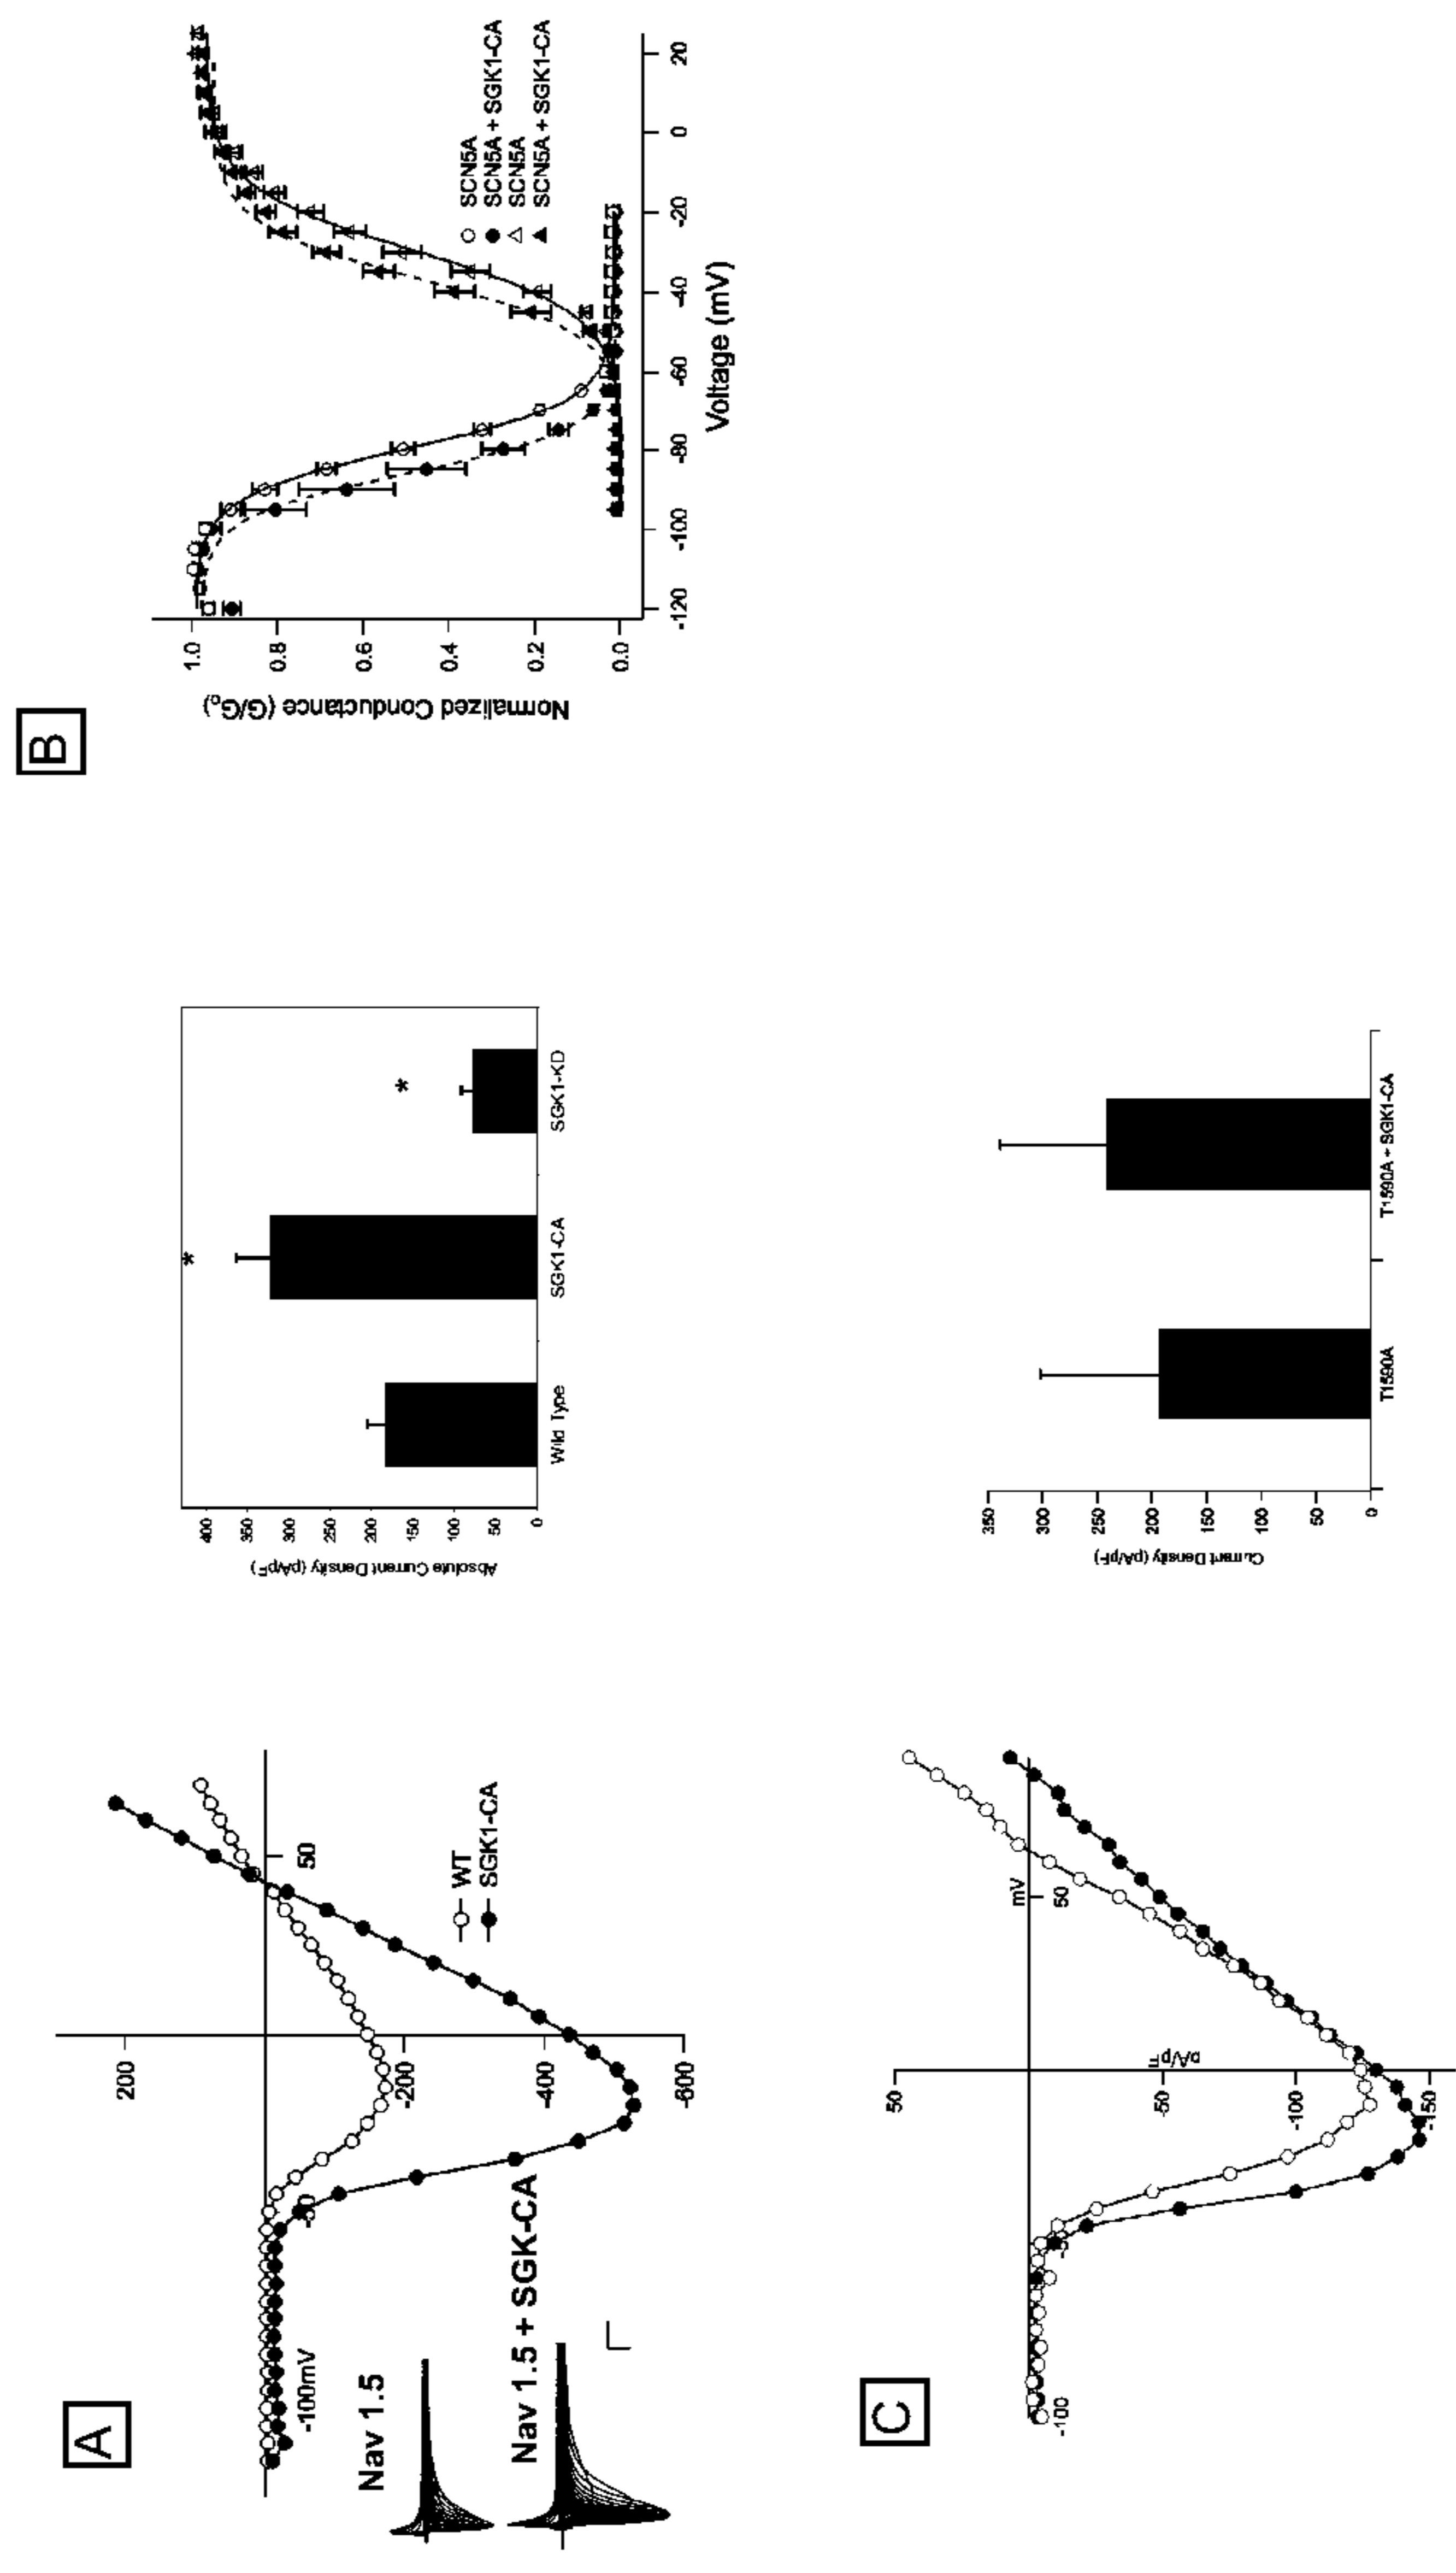 A
200
-200
-400
-600
-100mV
-50
50
WT
SGK1-CA
Nav 1.5
Nav 1.5 + SGK-CA
Absolute Current Density (pA/pF)
400
350
300
250
200
150
100
50
0
Wild Type
SGK1-CA
SGK1-KD
*
*
B
Normalized Conductance (G/Go)
1.0
0.8
0.6
0.4
0.2
0.0
-120
-100
-80
-60
-40
-20
0
20
Voltage (mV)
SCN5A
SCN5A + SGK1-CA
SCN5A
SCN5A + SGK1-CA
C
50
-50
-100
-150
pA/pF
-100
50
mV
Current Density (pA/pF)
350
300
250
200
150
100
50
0
T1590A
T1590A + SGK1-CA